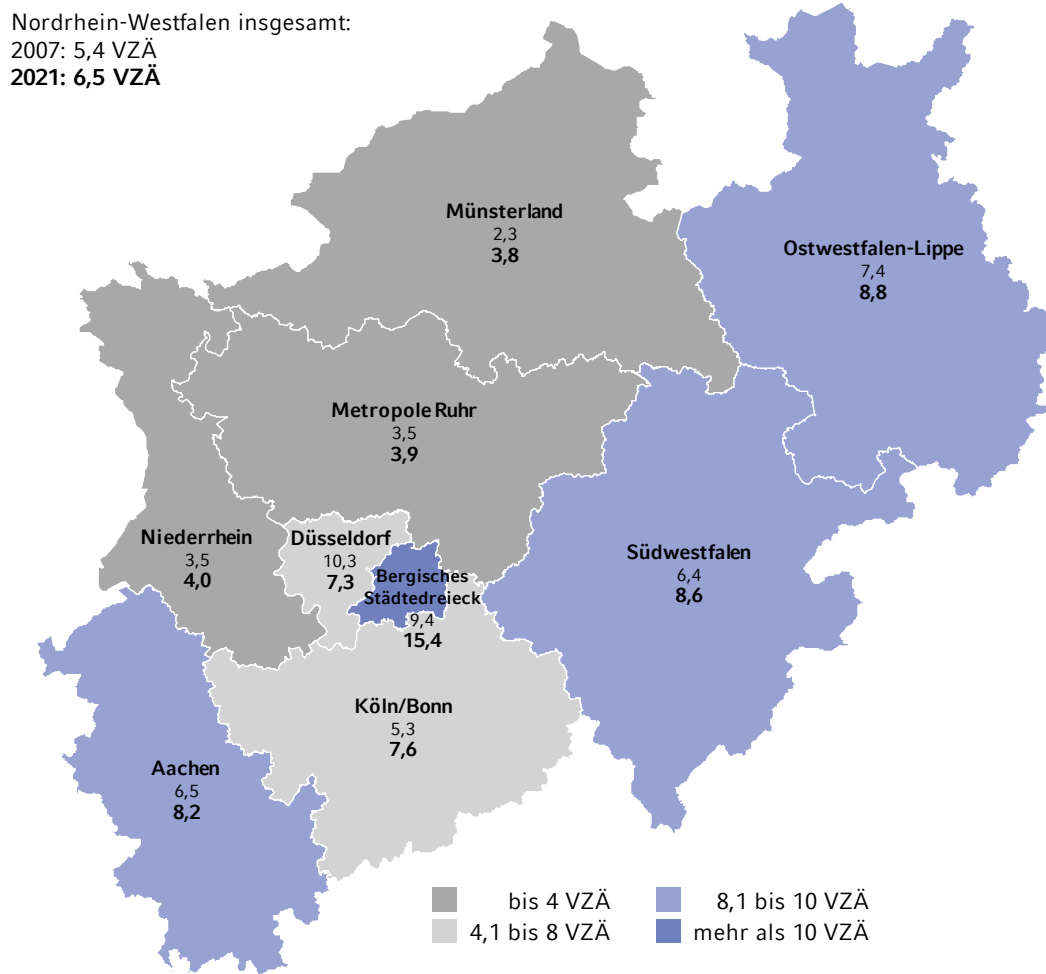 Nordrhein-Westfalen insgesamt:
2007: 5,4 VZÄ
2021: 6,5 VZÄ
Münsterland
2,3
3,8
Ostwestfalen-Lippe
7,4
8,8
Metropole Ruhr
3,5
3,9
Niederrhein
3,5
4,0
Düsseldorf
10,3
7,3
Bergisches
Städtedreieck
9,4
15,4
Südwestfalen
6,4
8,6
Köln/Bonn
5,3
7,6
Aachen
6,5
8,2
bis 4 VZÄ
4,1 bis 8 VZÄ
8,1 bis 10 VZÄ
mehr als 10 VZÄ